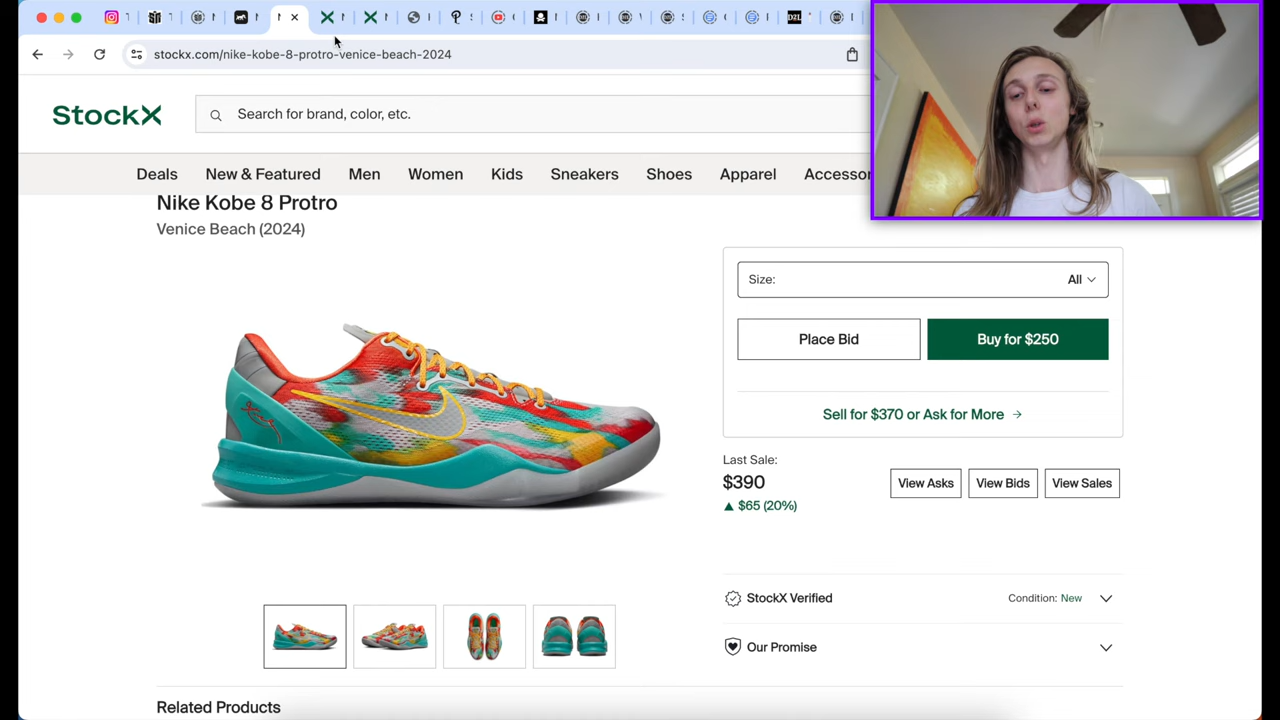 stockx.com/nike-kobe-8-protro-venice-beach-2024
StockX
Search for brand, color, etc.
Deals New & Featured Men Women Kids Sneakers Shoes Apparel Accessor
Nike Kobe 8 Protro
Venice Beach (2024)
Size: All
Place Bid Buy for $250
Sell for $370 or Ask for More →
Last Sale:
$390
▲ $65 (20%)
View Asks View Bids View Sales
StockX Verified Condition: New
Our Promise
Related Products